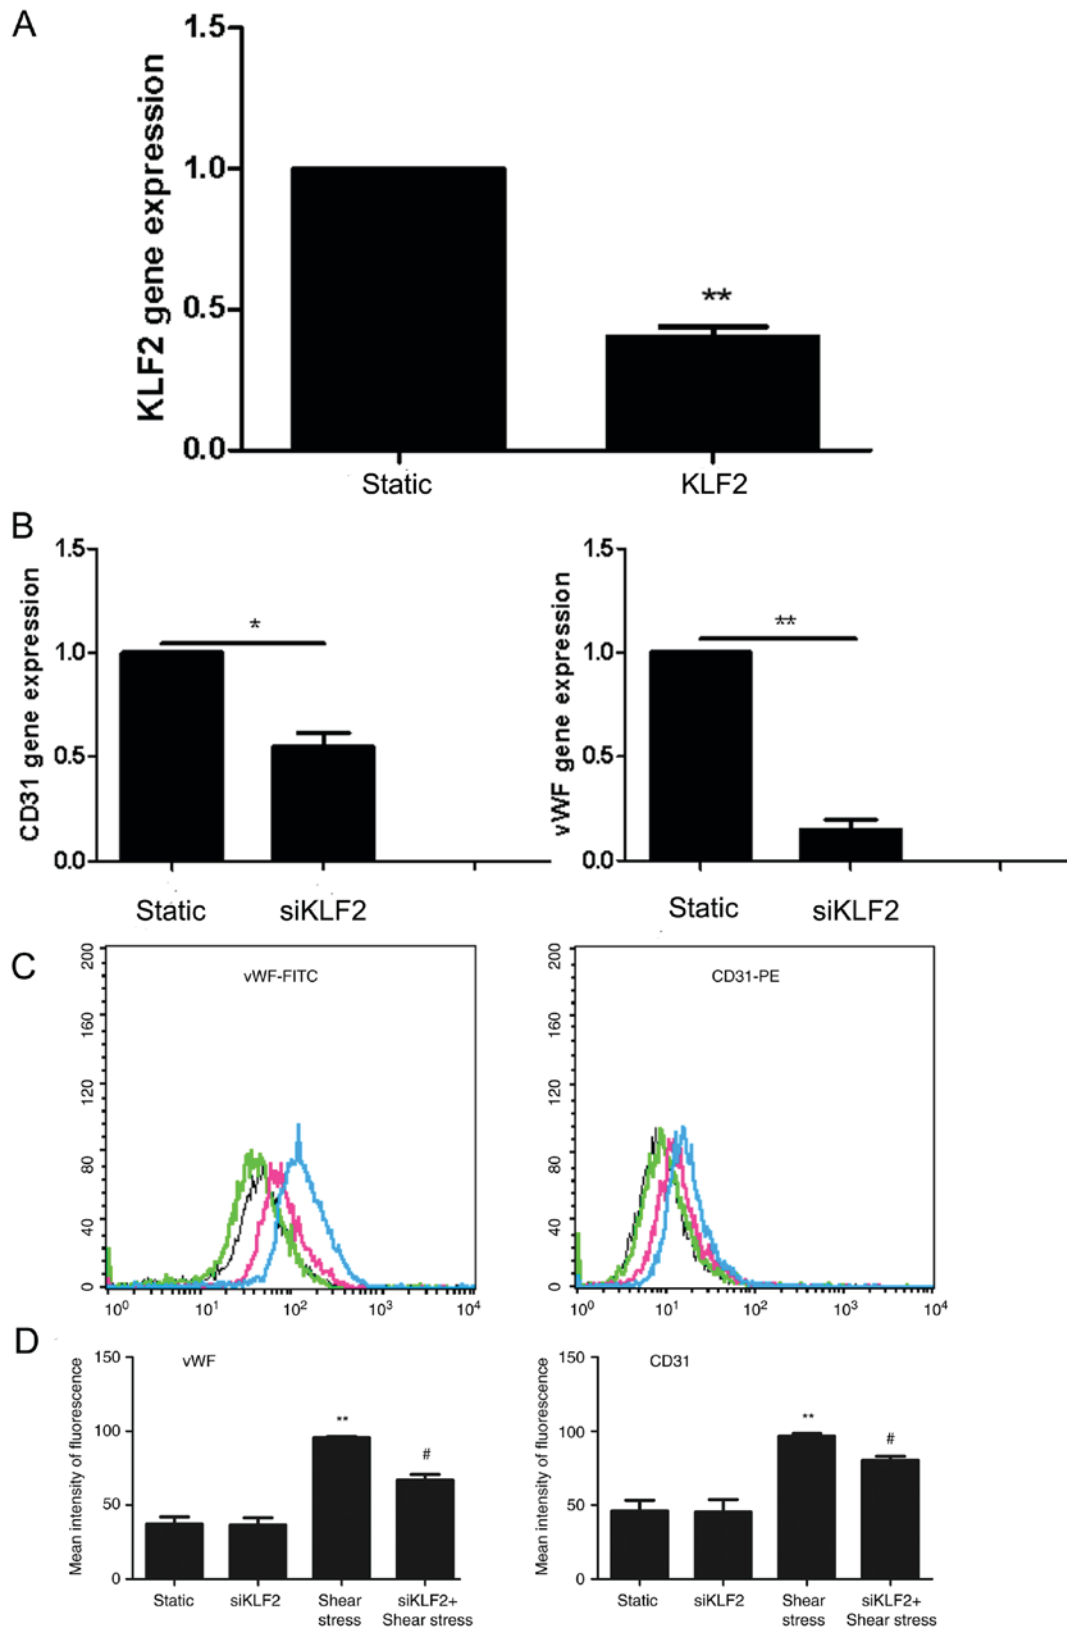 A
KLF2 gene expression
1.5
1.0
0.5
0.0
**
Static
KLF2
B
CD31 gene expression
1.5
1.0
0.5
0.0
*
Static
siKLF2
vWF gene expression
1.5
1.0
0.5
0.0
**
Static
siKLF2
C
vWF-FITC
200
160
120
80
40
0
10⁰
10¹
10²
10³
10⁴
CD31-PE
200
160
120
80
40
0
10⁰
10¹
10²
10³
10⁴
D
vWF
Mean intensity of fluorescence
150
100
50
0
**
#
Static
siKLF2
Shear
stress
siKLF2+
Shear stress
CD31
Mean intensity of fluorescence
150
100
50
0
**
#
Static
siKLF2
Shear
stress
siKLF2+
Shear stress